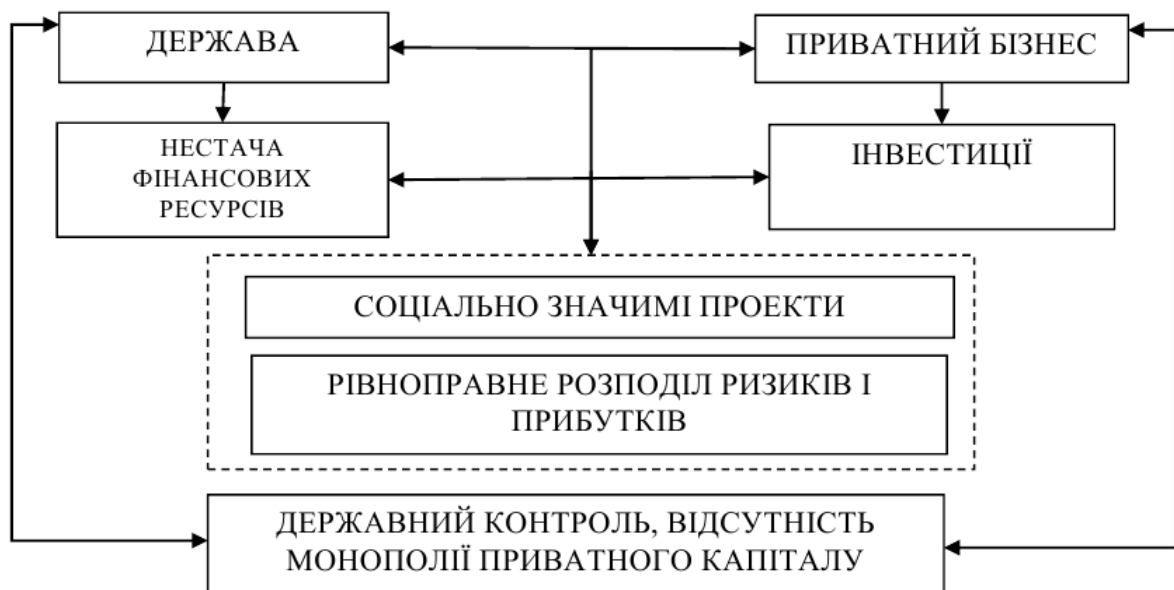 ДЕРЖАВА
ПРИВАТНИЙ БІЗНЕС
НЕСТАЧА
ФІНАНСОВИХ
РЕСУРСІВ
ІНВЕСТИЦІЇ
СОЦІАЛЬНО ЗНАЧИМІ ПРОЕКТИ
РІВНОПРАВНЕ РОЗПОДІЛ РИЗИКІВ І
ПРИБУТКІВ
ДЕРЖАВНИЙ КОНТРОЛЬ, ВІДСУТНІСТЬ
МОНОПОЛІЇ ПРИВАТНОГО КАПІТАЛУ